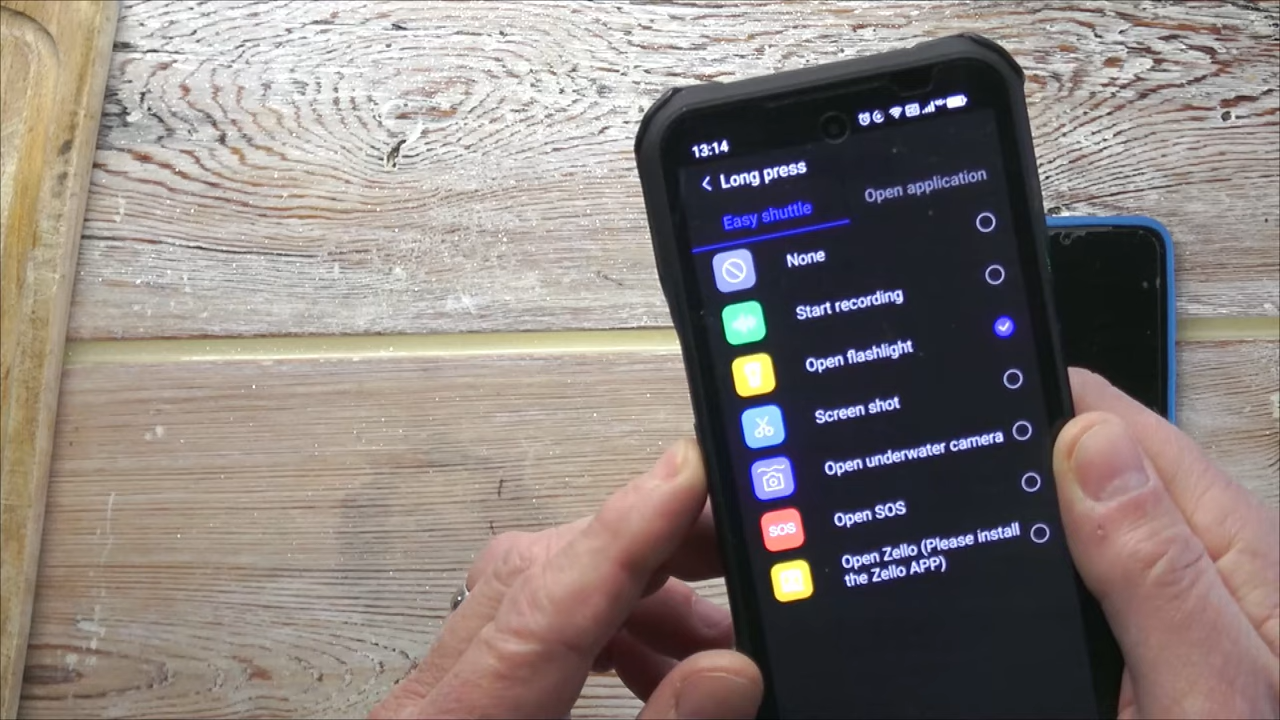 13:14
Long press
Easy shuttle
Open application
None
Start recording
Open flashlight
Screen shot
Open underwater camera
SOS
Open SOS
Open Zello (Please install
the Zello APP)